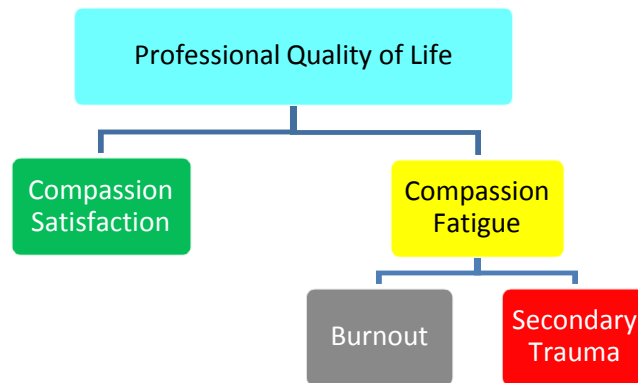 Professional Quality of Life
Compassion
Satisfaction
Compassion
Fatigue
Burnout
Secondary
Trauma